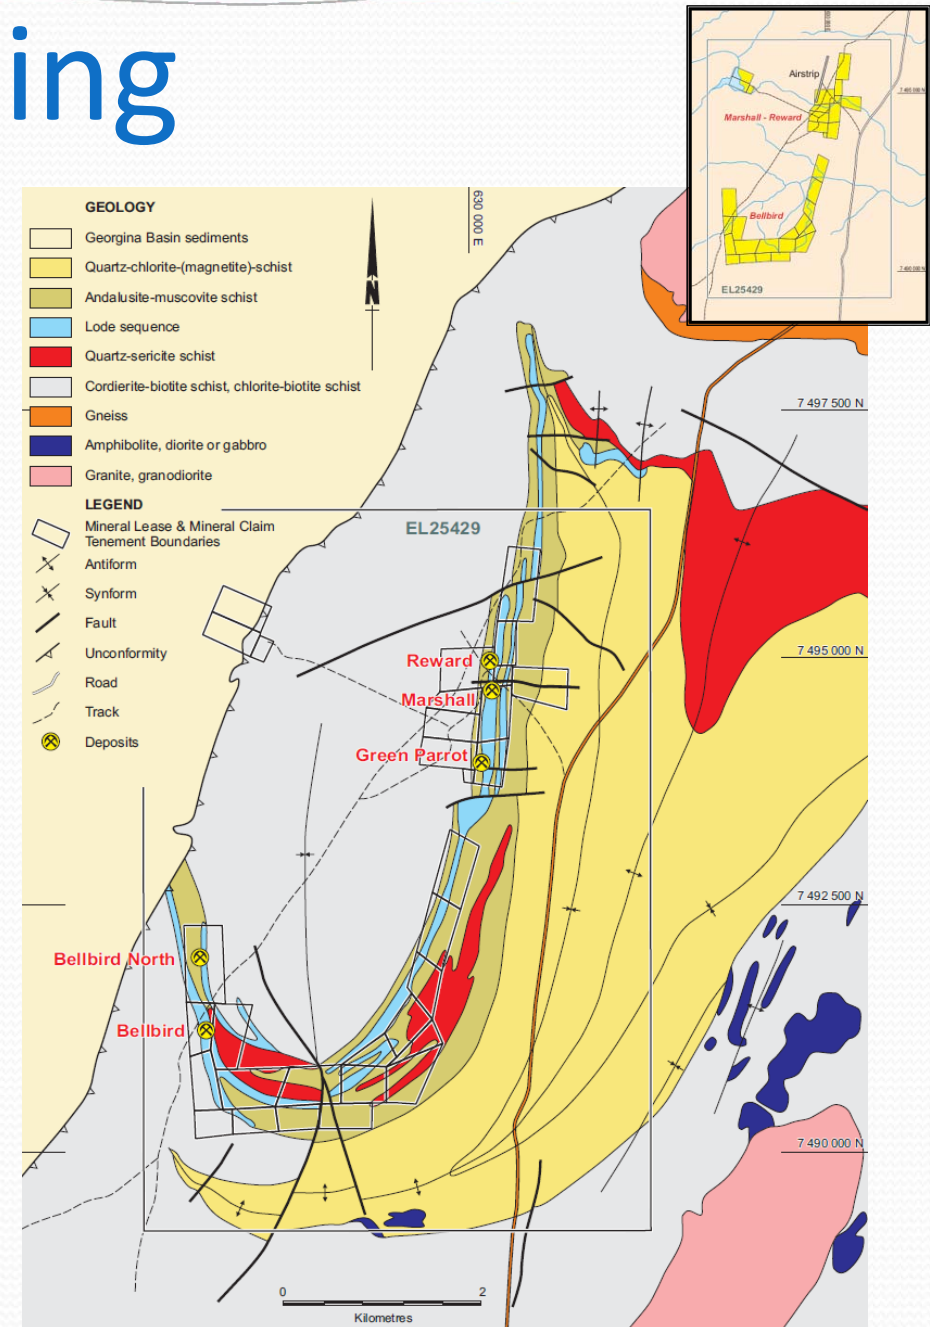 ing
Airstrip
Marshall - Reward
Bellbird
EL25429
GEOLOGY
Georgina Basin sediments
Quartz-chlorite-(magnetite)-schist
Andalusite-muscovite schist
Lode sequence
Quartz-sericite schist
Cordierite-biotite schist, chlorite-biotite schist
Gneiss
Amphibolite, diorite or gabbro
Granite, granodiorite
LEGEND
Mineral Lease & Mineral Claim
Tenement Boundaries
Antiform
Synform
Fault
Unconformity
Road
Track
Deposits
N
630 000 E
7 497 500 N
EL25429
7 495 000 N
Reward
Marshall
Green Parrot
7 492 500 N
Bellbird North
Bellbird
7 490 000 N
0 2
Kilometres